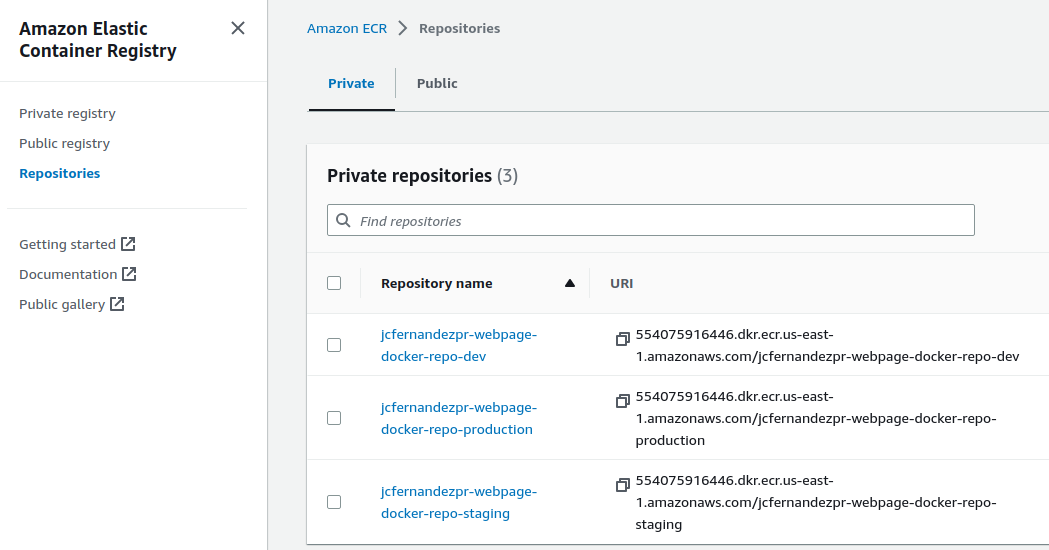 Amazon Elastic
Container Registry
Private registry
Public registry
Repositories
Getting started
Documentation
Public gallery
Amazon ECR
Repositories
Private
Public
Private repositories (3)
Find repositories
Repository name
URI
jcfernandezpr-webpage-
docker-repo-dev
554075916446.dkr.ecr.us-east-
1.amazonaws.com/jcfernandezpr-webpage-docker-repo-dev
jcfernandezpr-webpage-
docker-repo-production
554075916446.dkr.ecr.us-east-
1.amazonaws.com/jcfernandezpr-webpage-docker-repo-
production
jcfernandezpr-webpage-
docker-repo-staging
554075916446.dkr.ecr.us-east-
1.amazonaws.com/jcfernandezpr-webpage-docker-repo-
staging